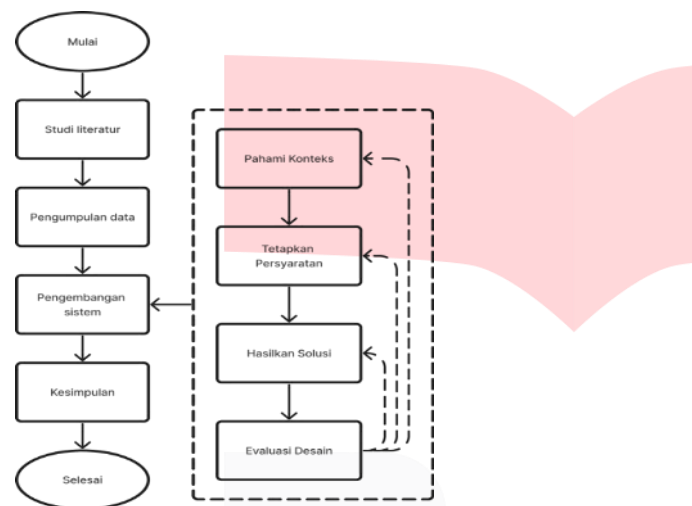 Mulai
Studi literatur
Pengumpulan data
Pengembangan
sistem
Kesimpulan
Selesai
Pahami Konteks
Tetapkan
Persyaratan
Hasilkan Solusi
Evaluasi Desain